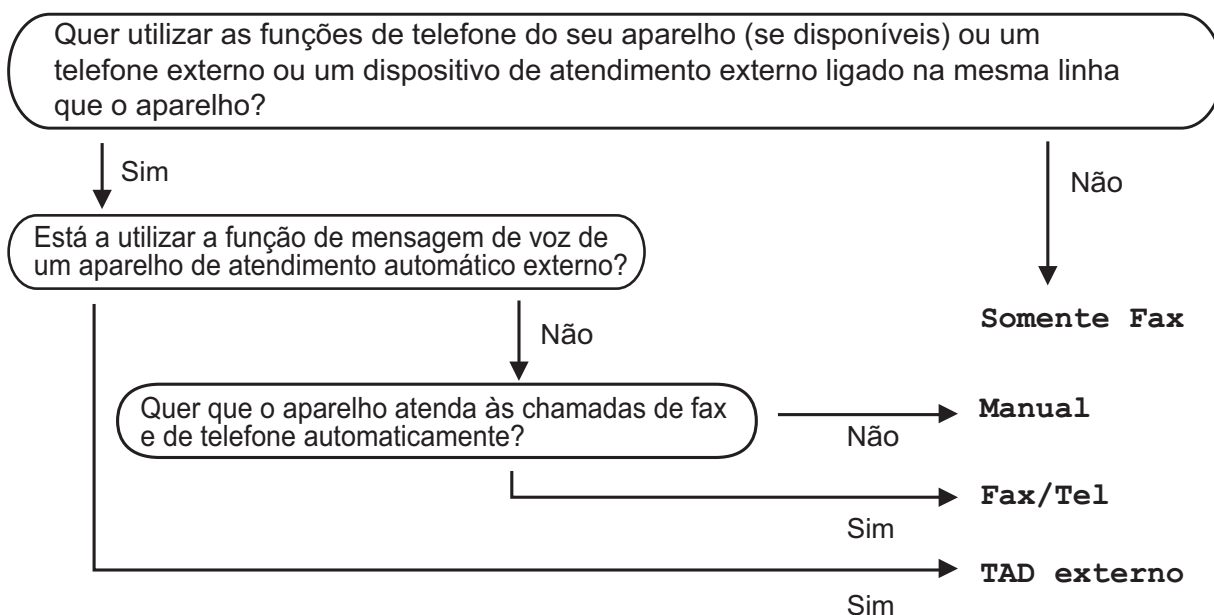 Quer utilizar as funções de telefone do seu aparelho (se disponíveis) ou um
telefone externo ou um dispositivo de atendimento externo ligado na mesma linha
que o aparelho?
Sim
Não
Está a utilizar a função de mensagem de voz de
um aparelho de atendimento automático externo?
Somente Fax
Não
Quer que o aparelho atenda às chamadas de fax
e de telefone automaticamente?
Manual
Não
Fax/Tel
Sim
TAD externo
Sim